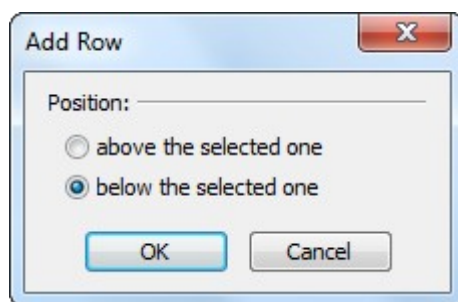 Add Row
Position:
above the selected one
below the selected one
OK Cancel